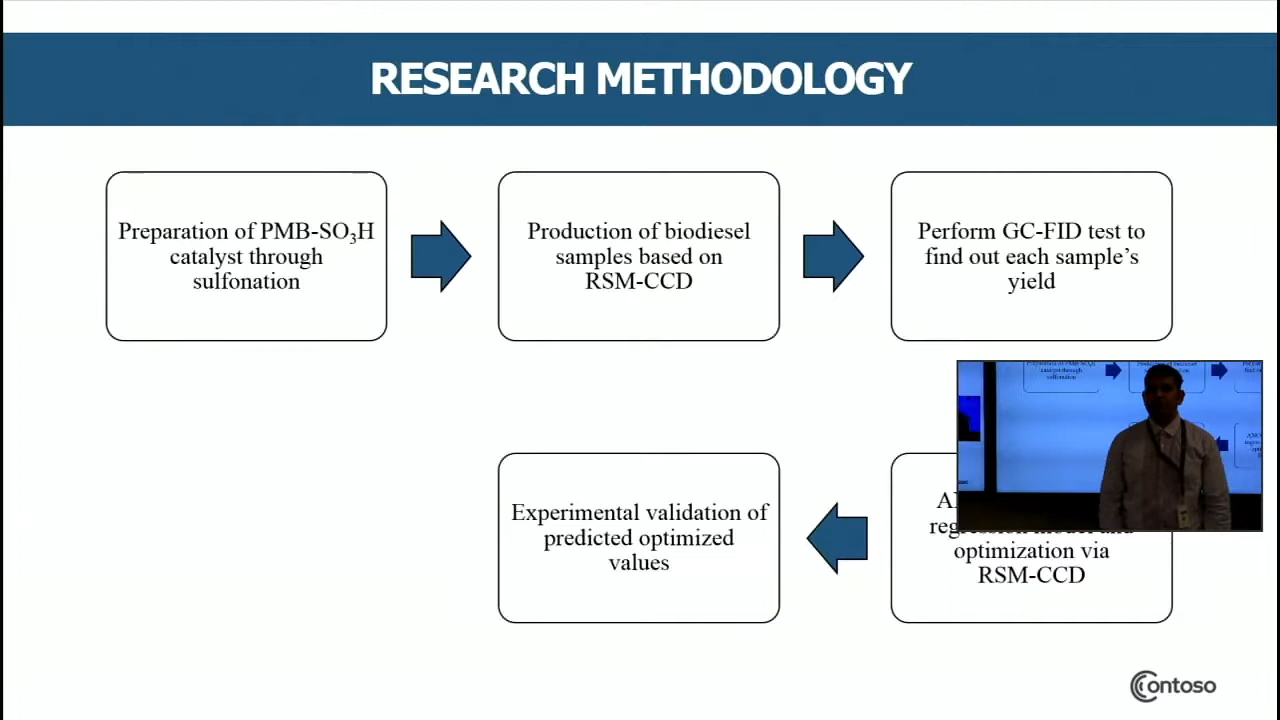 RESEARCH METHODOLOGY
Preparation of PMB-SO₃H
catalyst through
sulfonation
Production of biodiesel
samples based on
RSM-CCD
Perform GC-FID test to
find out each sample's
yield
Experimental validation of
predicted optimized
values
optimization via
RSM-CCD
Contoso